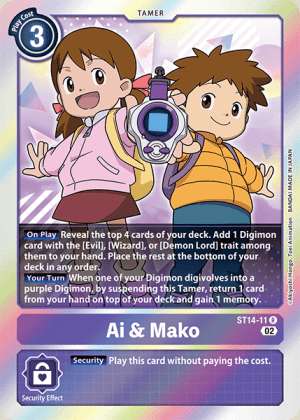 TAMER
Play Cost
3
On Play Reveal the top 4 cards of your deck. Add 1 Digimon
card with the [Evil], [Wizard], or [Demon Lord] trait among
them to your hand. Place the rest at the bottom of your
deck in any order.
Your Turn When one of your Digimon digivolves into a
purple Digimon, by suspending this Tamer, return 1 card
from your hand on top of your deck and gain 1 memory.
©Akiyoshi Hongo, Toei Animation BANDAI MADE IN JAPAN
ST14-11 R
Ai & Mako
02
Security Play this card without paying the cost.
Security Effect